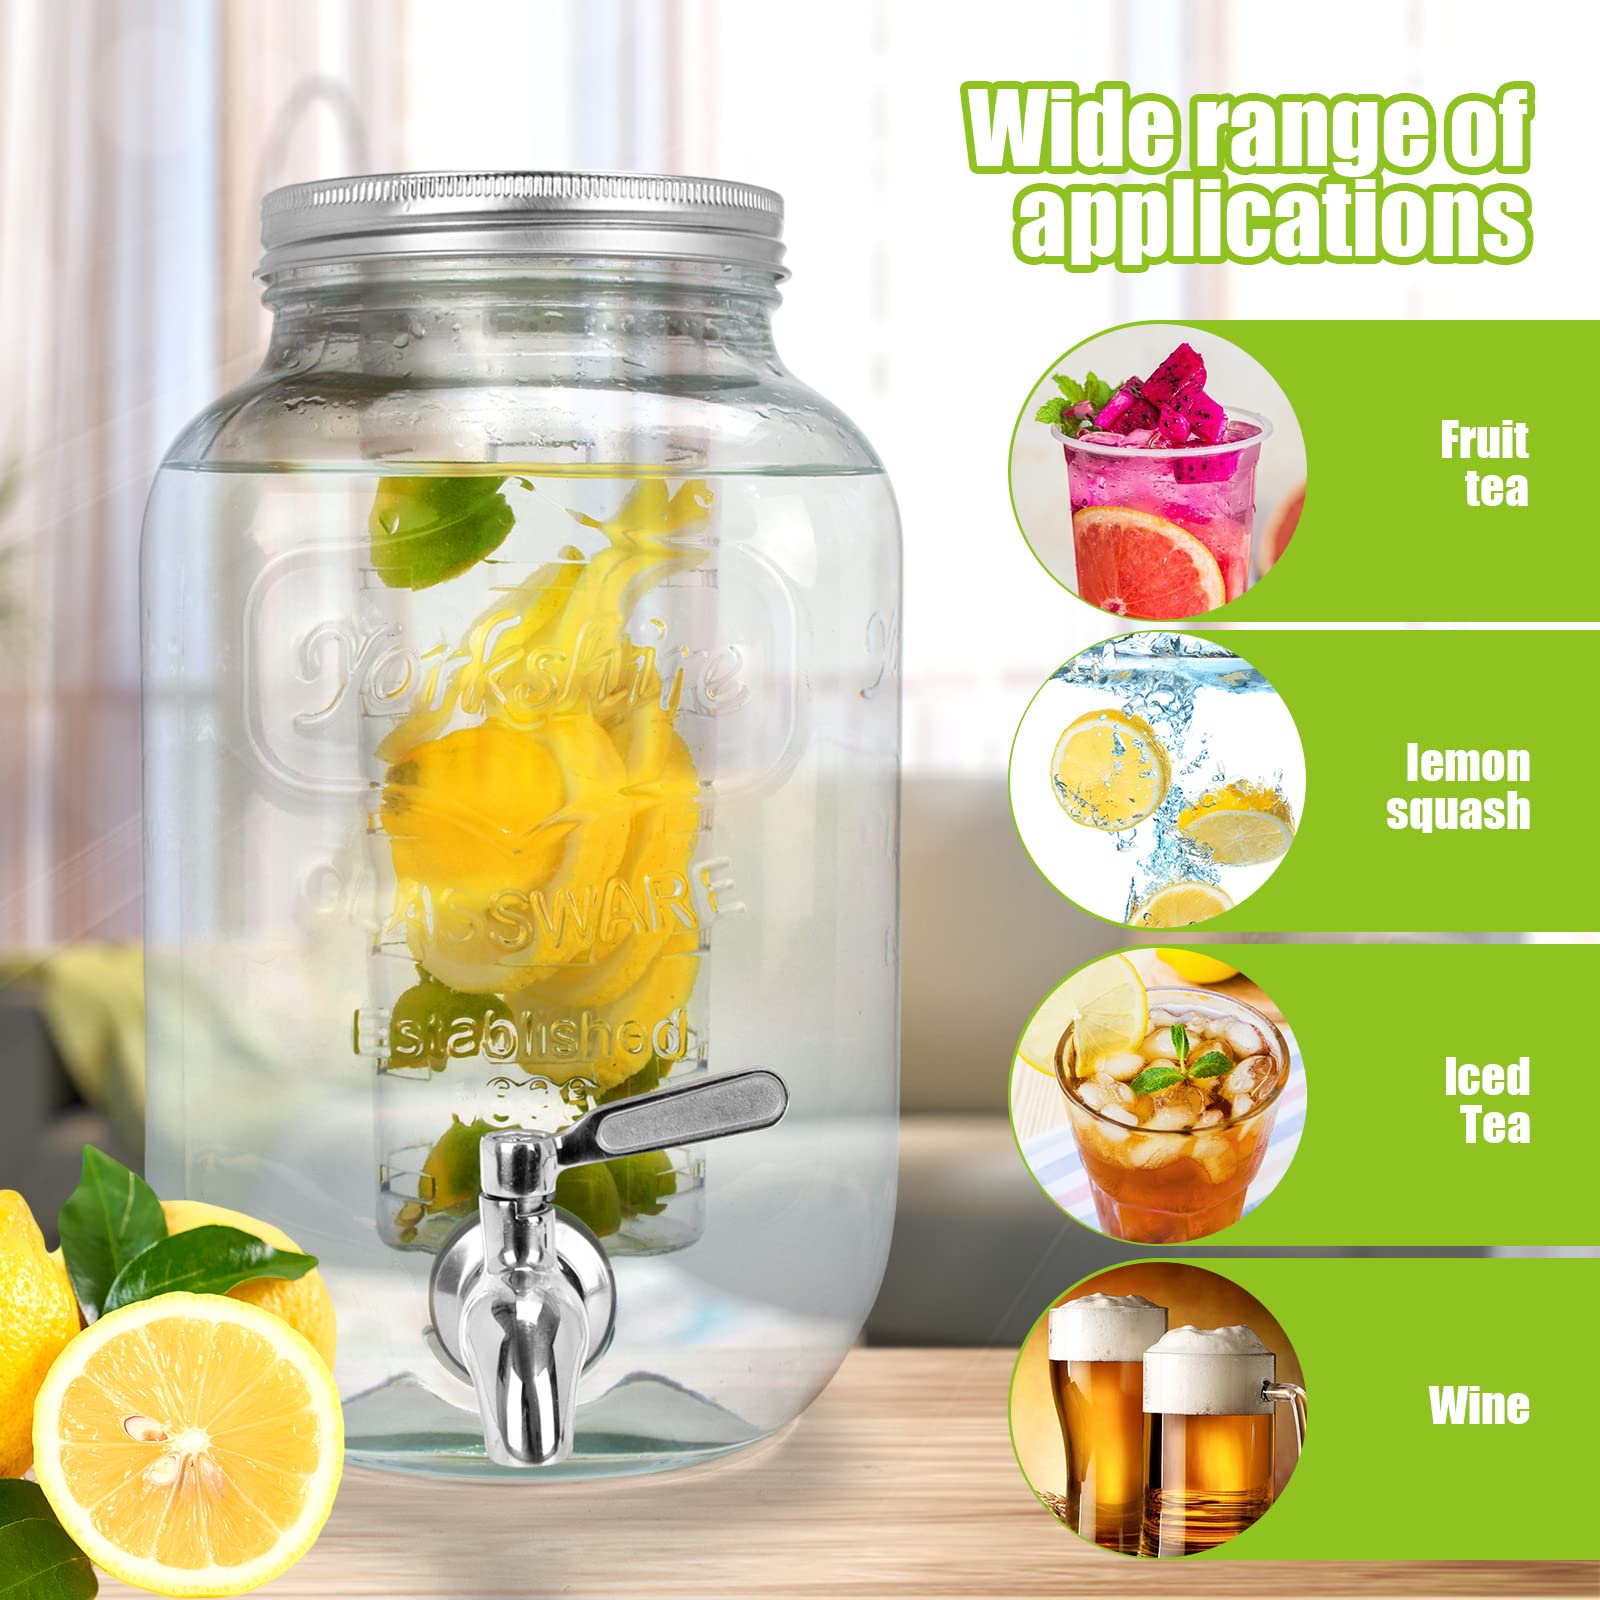 Wide range of
applications
Fruit
tea
lemon
squash
Iced
Tea
Wine
Yorkshire
GLASSWARE
Established